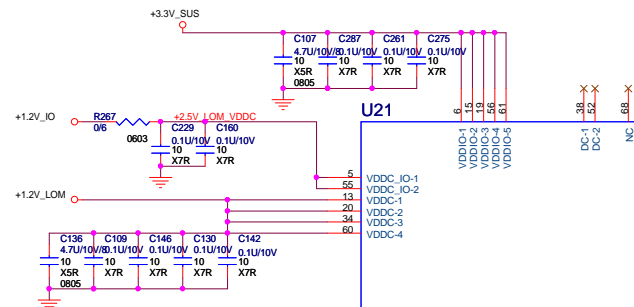 +3.3V_SUS
C107 C287 C261 C275
4.7U/10V/8 0.1U/10V 0.1U/10V 0.1U/10V
10 10 10 10
X5R X7R X7R X7R
0805
U21
6 15 19 56 61 38 52 68
VDDIO-1 VDDIO-2 VDDIO-3 VDDIO-4 VDDIO-5 DC-1 DC-2 NC
+1.2V_IO R267 +2.5V_LOM_VDDC
0/6 C229 C160
0603 0.1U/10V 0.1U/10V
10 10
X7R X7R
5 VDDC_IO-1
55 VDDC_IO-2
+1.2V_LOM 13 VDDC-1
20 VDDC-2
34 VDDC-3
60 VDDC-4
C136 C109 C146 C130 C142
4.7U/10V/8 0.1U/10V 0.1U/10V 0.1U/10V 0.1U/10V
10 10 10 10 10
X5R X7R X7R X7R X7R
0805